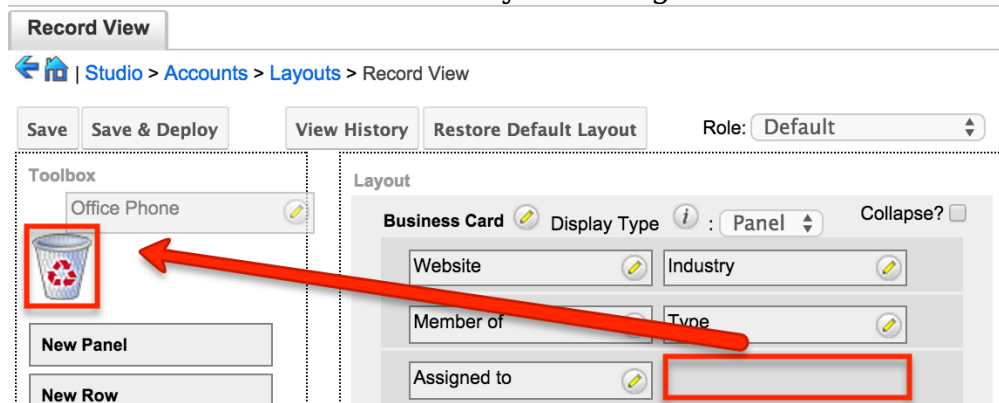 Record View
| Studio > Accounts > Layouts > Record View
Save Save & Deploy View History Restore Default Layout Role: Default
Toolbox
Layout
Office Phone
Business Card Display Type i : Panel Collapse?
Website Industry
Member of Type
New Panel
Assigned to
New Row